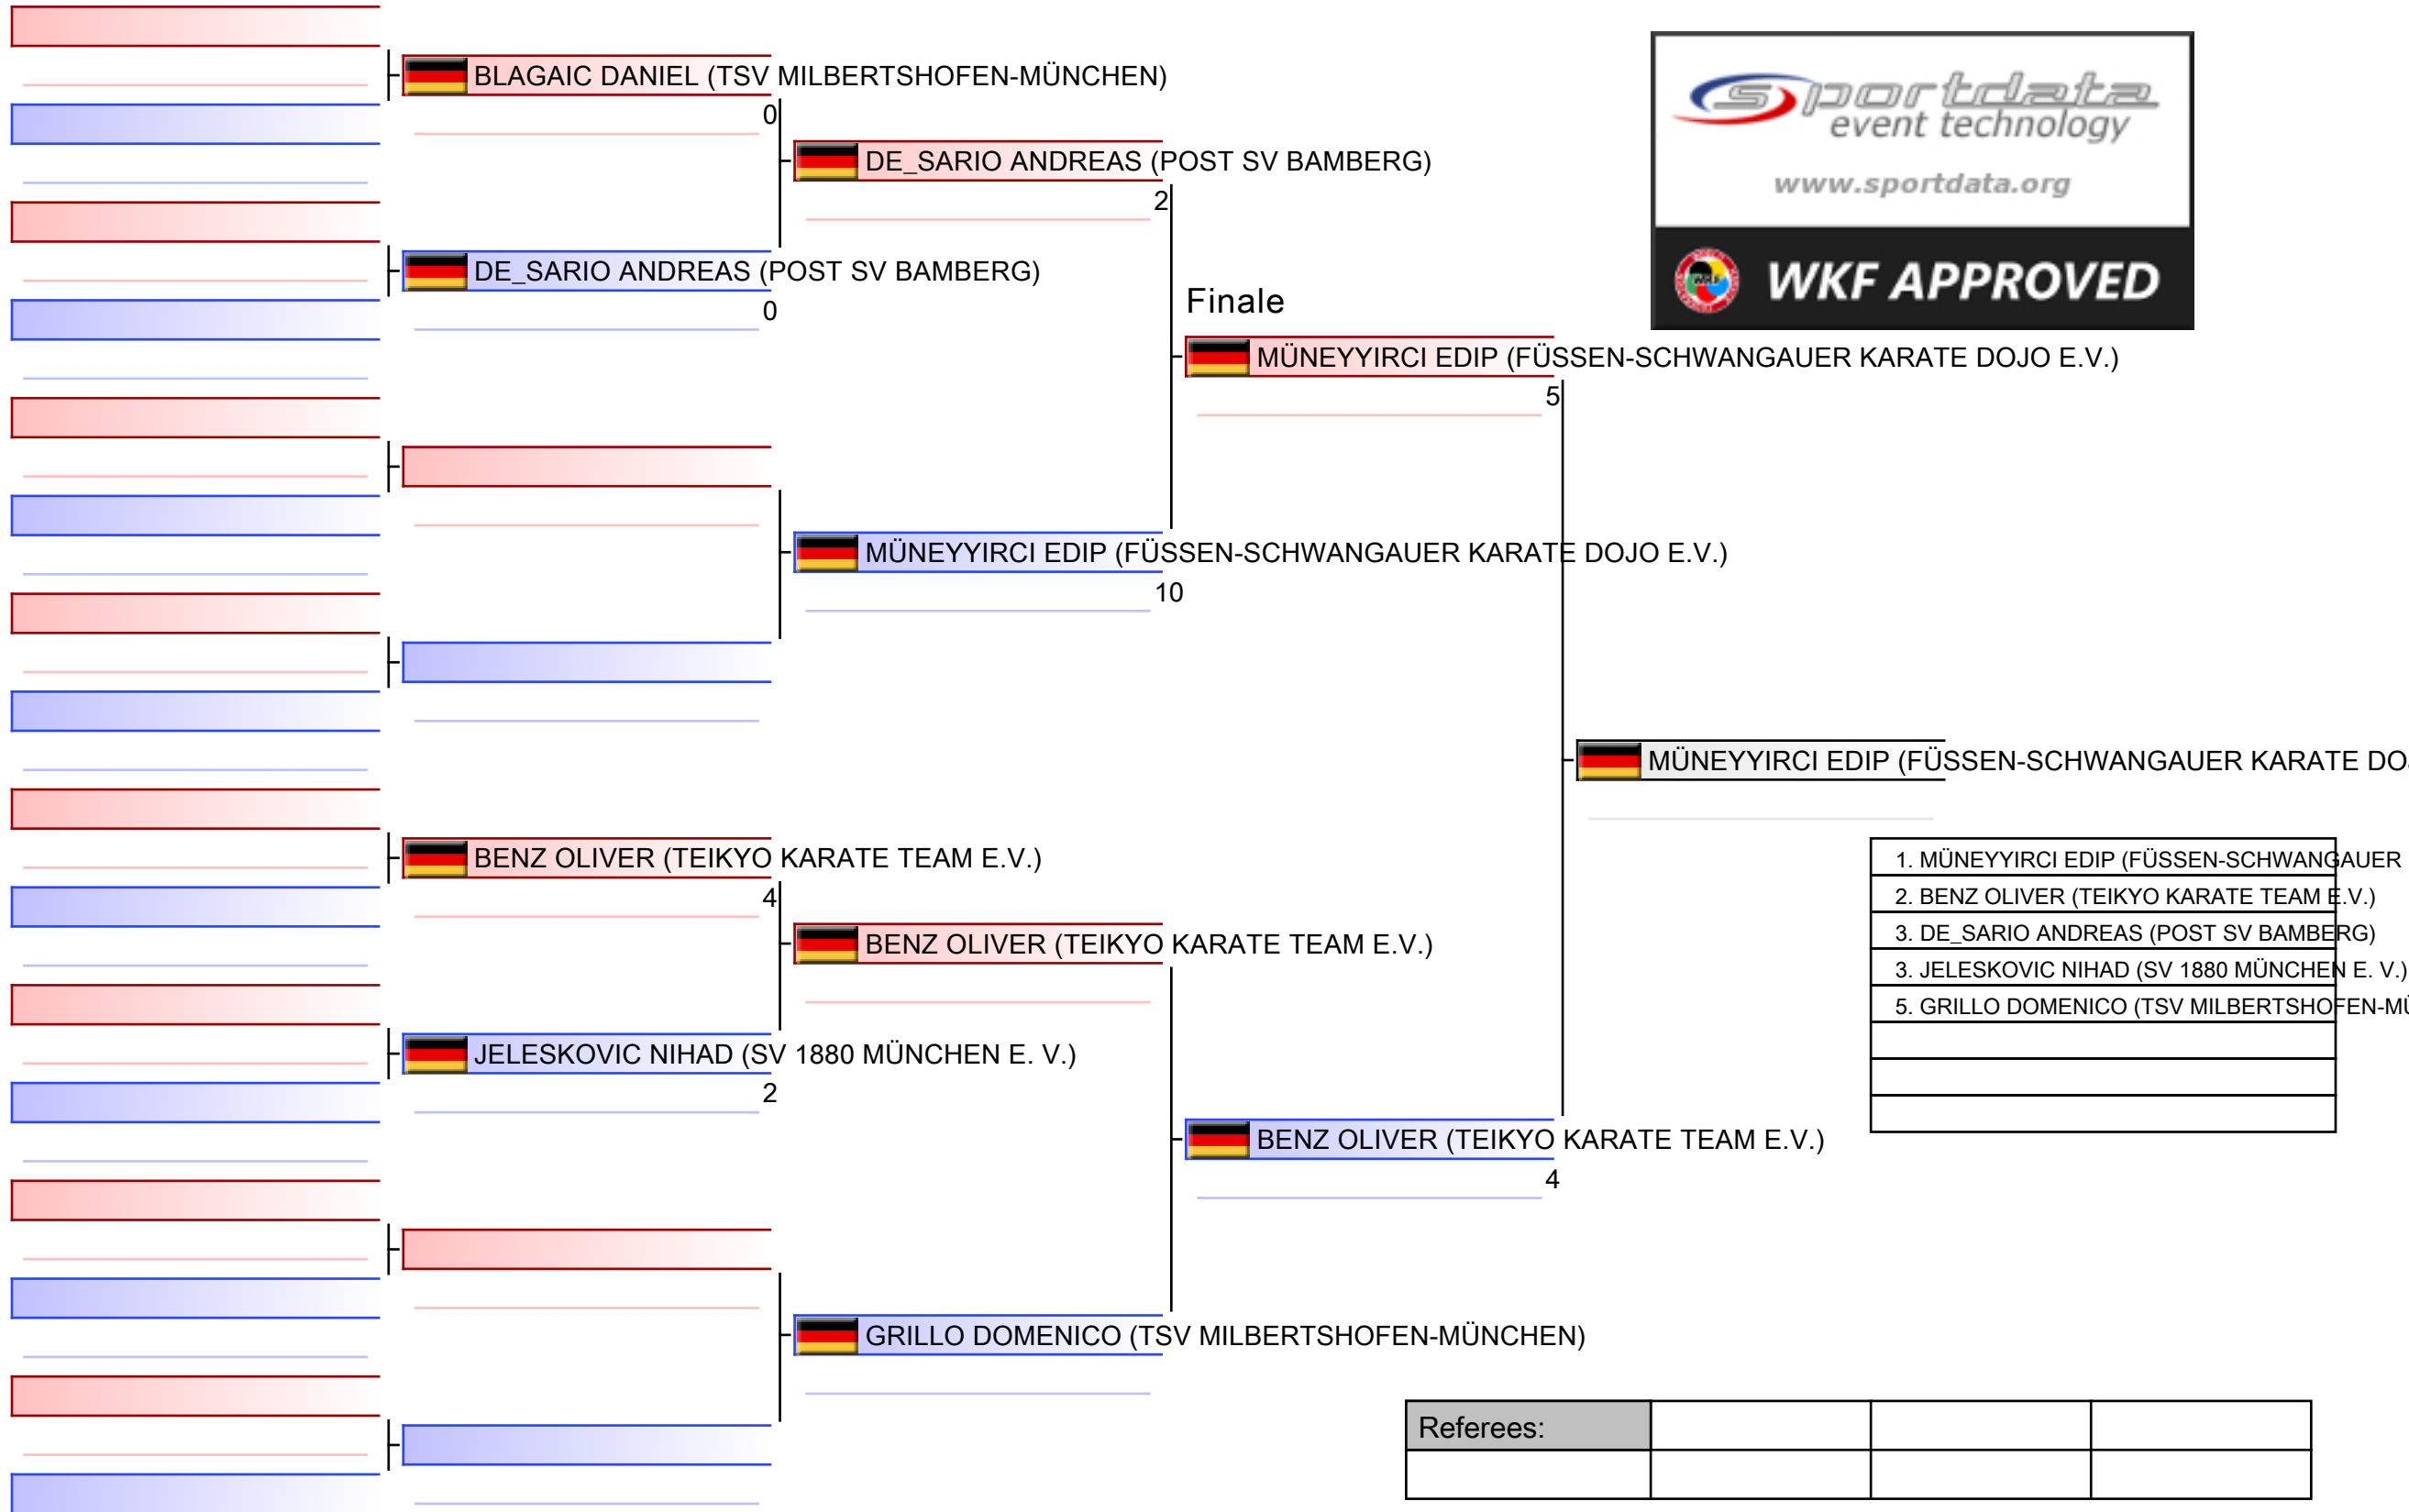 BLAGAIC DANIEL (TSV MILBERTSHOFEN-MÜNCHEN)
0
DE_SARIO ANDREAS (POST SV BAMBERG)
2
DE_SARIO ANDREAS (POST SV BAMBERG)
0
sportdata
event technology
www.sportdata.org
WKF
WKF APPROVED
Finale
MÜNEYYIRCI EDIP (FÜSSEN-SCHWANGAUER KARATE DOJO E.V.)
5
MÜNEYYIRCI EDIP (FÜSSEN-SCHWANGAUER KARATE DOJO E.V.)
10
MÜNEYYIRCI EDIP (FÜSSEN-SCHWANGAUER KARATE DO
BENZ OLIVER (TEIKYO KARATE TEAM E.V.)
4
BENZ OLIVER (TEIKYO KARATE TEAM E.V.)
JELESKOVIC NIHAD (SV 1880 MÜNCHEN E. V.)
2
1. MÜNEYYIRCI EDIP (FÜSSEN-SCHWANGAUER
2. BENZ OLIVER (TEIKYO KARATE TEAM E.V.)
3. DE_SARIO ANDREAS (POST SV BAMBERG)
3. JELESKOVIC NIHAD (SV 1880 MÜNCHEN E. V.)
5. GRILLO DOMENICO (TSV MILBERTSHOFEN-MÜ
BENZ OLIVER (TEIKYO KARATE TEAM E.V.)
4
GRILLO DOMENICO (TSV MILBERTSHOFEN-MÜNCHEN)
Referees: